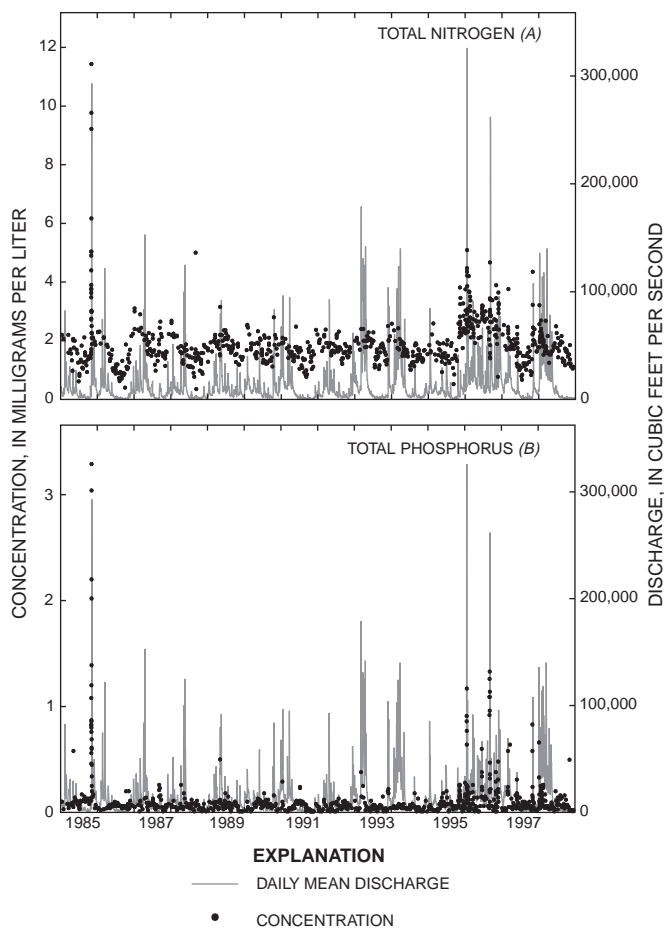 TOTAL NITROGEN (A)
12
10
8
6
4
2
0
300,000
200,000
100,000
0
CONCENTRATION, IN MILLIGRAMS PER LITER
DISCHARGE, IN CUBIC FEET PER SECOND
TOTAL PHOSPHORUS (B)
3
2
1
0
300,000
200,000
100,000
0
1985 1987 1989 1991 1993 1995 1997
EXPLANATION
DAILY MEAN DISCHARGE
CONCENTRATION